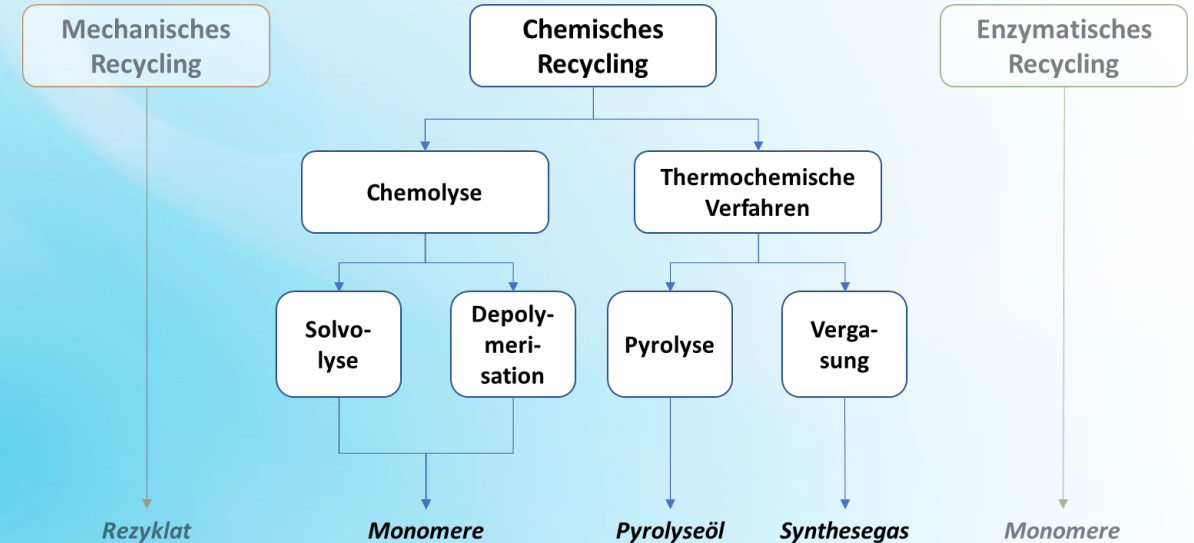 Mechanisches
Recycling
Chemisches
Recycling
Enzymatisches
Recycling
Chemolyse
Thermochemische
Verfahren
Solvo-
lyse
Depoly-
meri-
sation
Pyrolyse
Verga-
sung
Rezyklat
Monomere
Pyrolyseöl
Synthesegas
Monomere